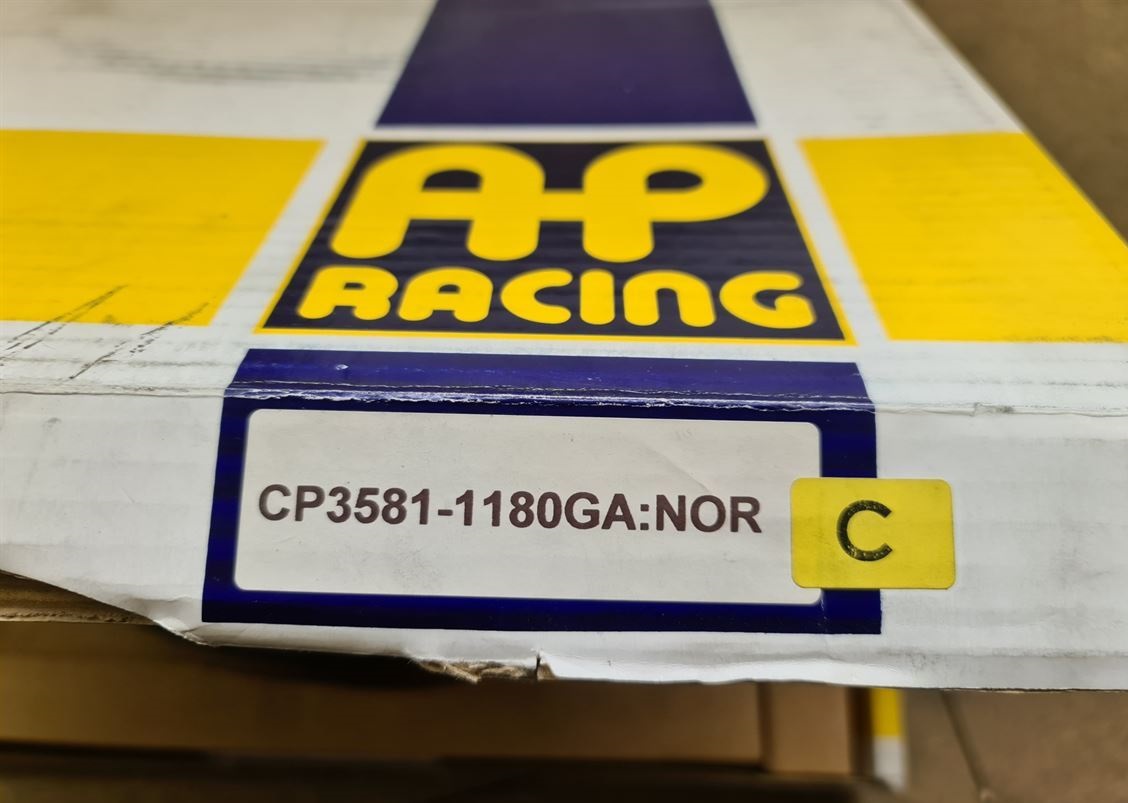 AP
RACING
CP3581-1180GA:NOR
C